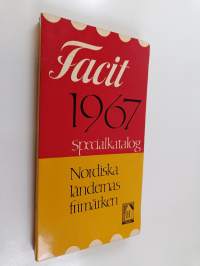 Facit
1967
Specialkatalog
Nordiska
ländernas
frimärken